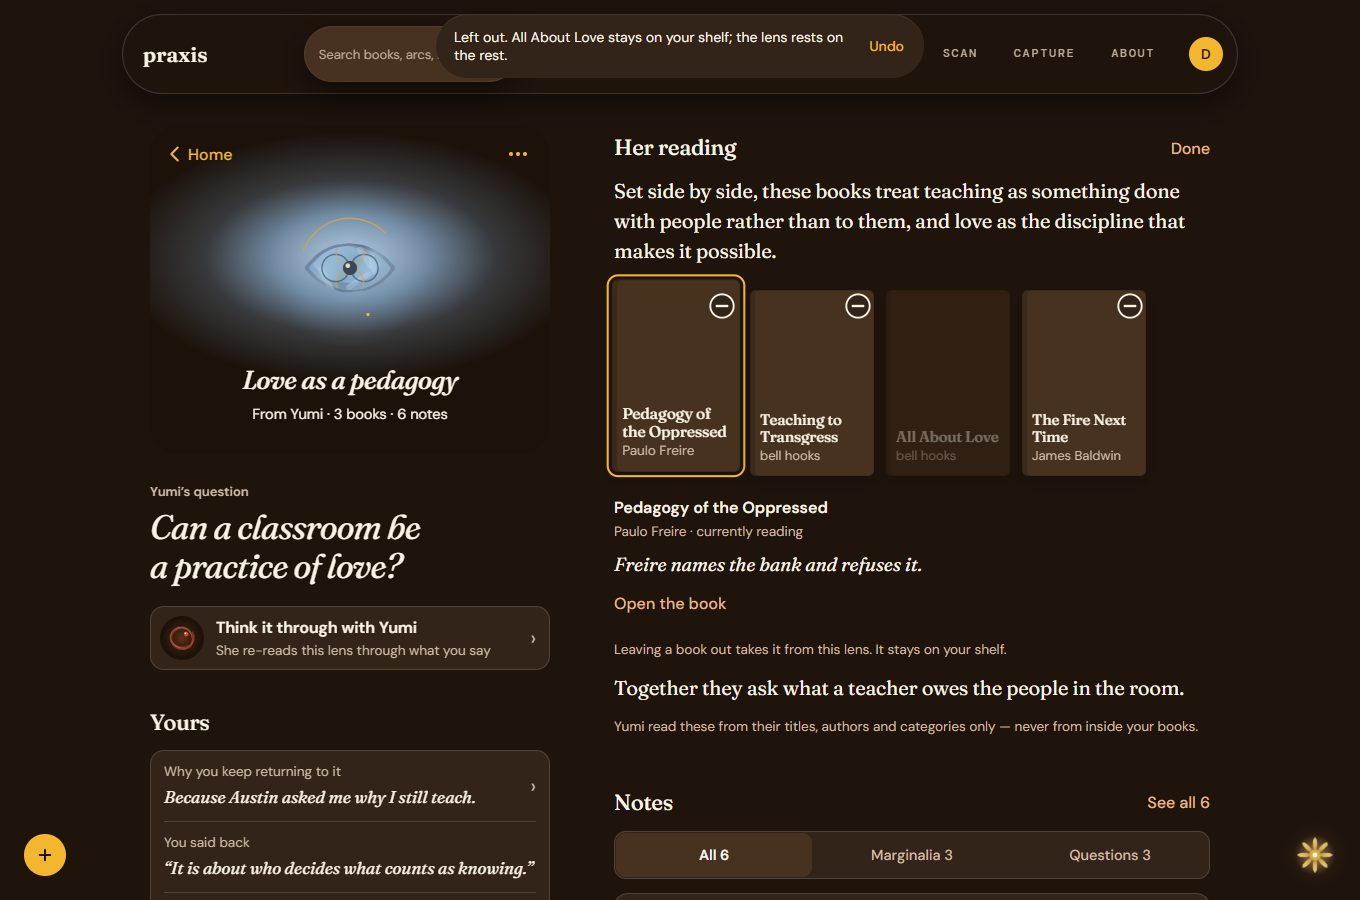 praxis
Search books, arcs,
Left out. All About Love stays on your shelf; the lens rests on
the rest.
Undo
SCAN
CAPTURE
ABOUT
D
Home
Love as a pedagogy
From Yumi · 3 books · 6 notes
Yumi’s question
Can a classroom be
a practice of love?
Think it through with Yumi
She re-reads this lens through what you say
Yours
Why you keep returning to it
Because Austin asked me why I still teach.
You said back
“It is about who decides what counts as knowing.”
Her reading
Done
Set side by side, these books treat teaching as something done
with people rather than to them, and love as the discipline that
makes it possible.
Pedagogy of
the Oppressed
Paulo Freire
Teaching to
Transgress
bell hooks
All About Love
bell hooks
The Fire Next
Time
James Baldwin
Pedagogy of the Oppressed
Paulo Freire · currently reading
Freire names the bank and refuses it.
Open the book
Leaving a book out takes it from this lens. It stays on your shelf.
Together they ask what a teacher owes the people in the room.
Yumi read these from their titles, authors and categories only — never from inside your books.
Notes
See all 6
All 6
Marginalia 3
Questions 3